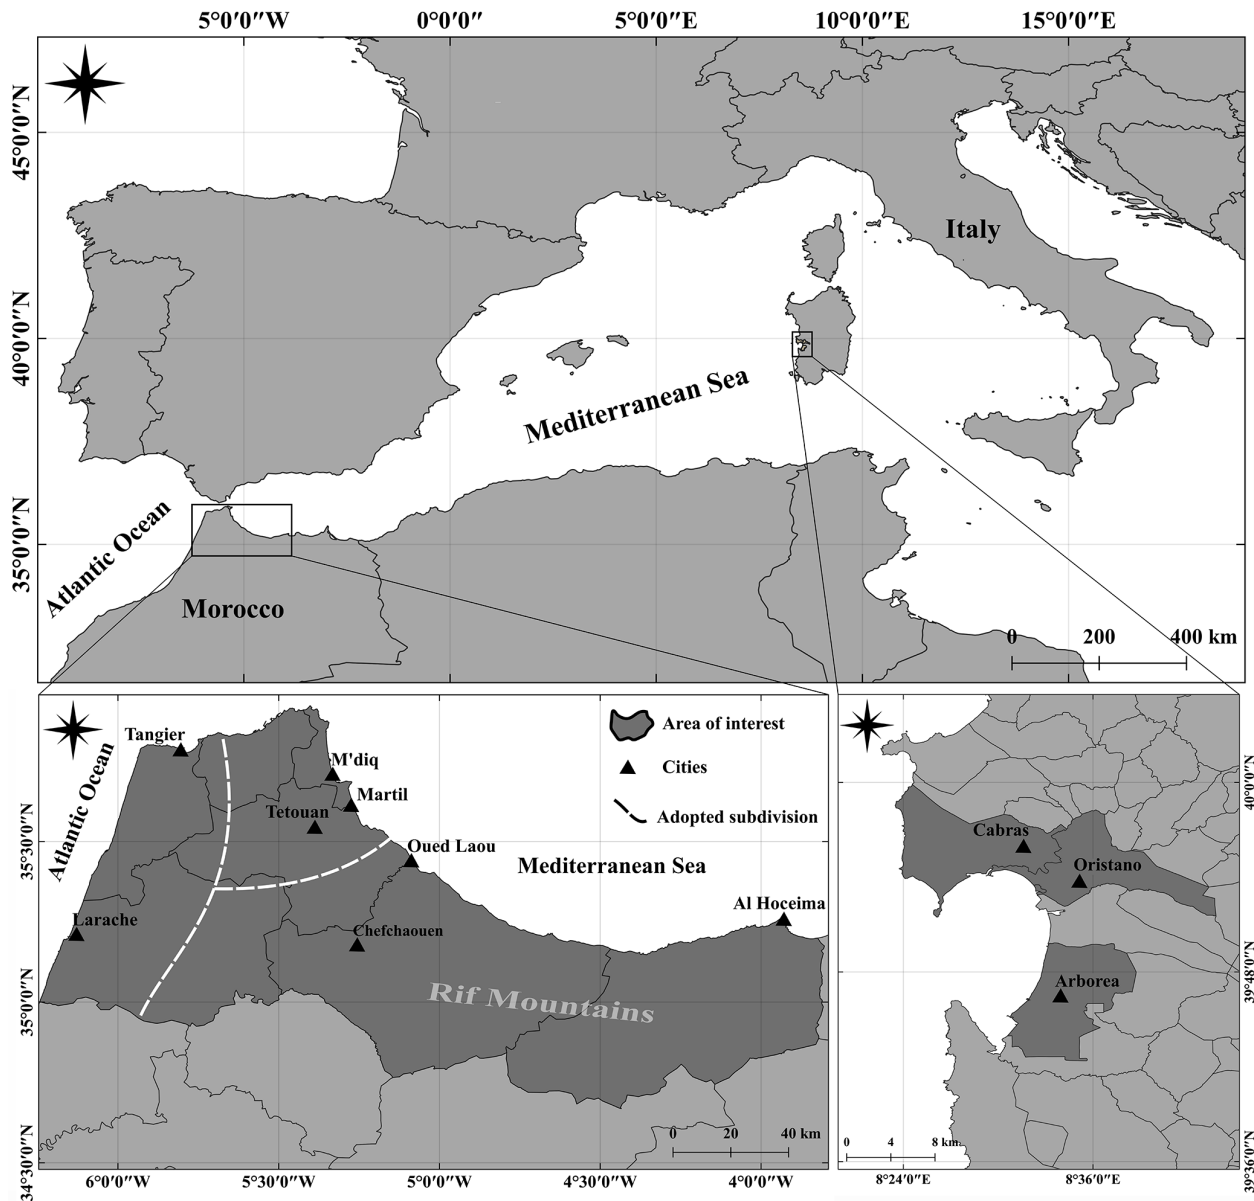 5°0'0"W 0°0'0" 5°0'0"E 10°0'0"E 15°0'0"E
45°0'0"N
Italy
40°0'0"N
Mediterranean Sea
35°0'0"N
Atlantic Ocean
Morocco
0 200 400 km
Tangier
Atlantic Ocean
M'diq
Martil
Tetouan
Oued Laou
Mediterranean Sea
Al Hoceima
Larache
Chefchaouen
Rif Mountains
Area of interest
Cities
Adopted subdivision
35°30'0"N
35°0'0"N
34°30'0"N
0 20 40 km
6°0'0"W 5°30'0"W 5°0'0"W 4°30'0"W 4°0'0"W
Cabras
Oristano
Arborea
40°0'0"N
39°48'0"N
39°36'0"N
0 4 8 km
8°24'0"E 8°36'0"E